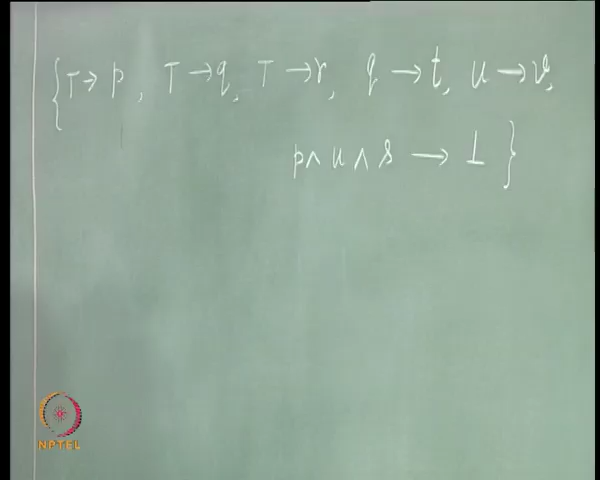 {⊤→p, ⊤→q, ⊤→r, q→t, u→v,
p∧u∧s→⊥}
NPTEL